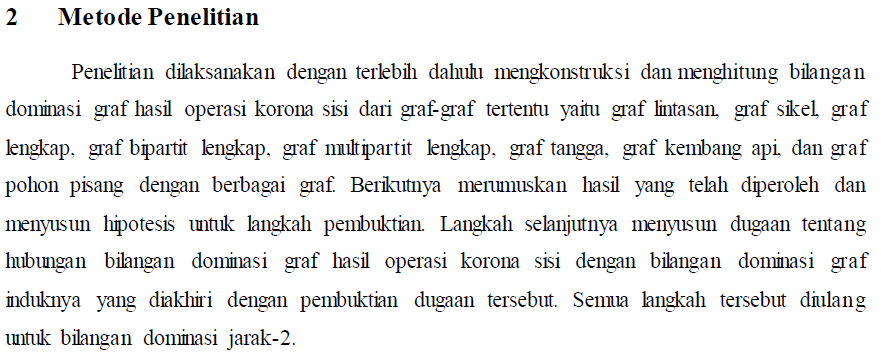 2 Metode Penelitian
Penelitian dilaksanakan dengan terlebih dahulu mengkonstruksi dan menghitung bilangan
dominasi graf hasil operasi korona sisi dari graf-graf tertentu yaitu graf lintasan, graf sikel, graf
lengkap, graf bipartit lengkap, graf multipartit lengkap, graf tangga, graf kembang api, dan graf
pohon pisang dengan berbagai graf. Berikutnya merumuskan hasil yang telah diperoleh dan
menyusun hipotesis untuk langkah pembuktian. Langkah selanjutnya menyusun dugaan tentang
hubungan bilangan dominasi graf hasil operasi korona sisi dengan bilangan dominasi graf
induknya yang diakhiri dengan pembuktian dugaan tersebut. Semua langkah tersebut diulang
untuk bilangan dominasi jarak-2.